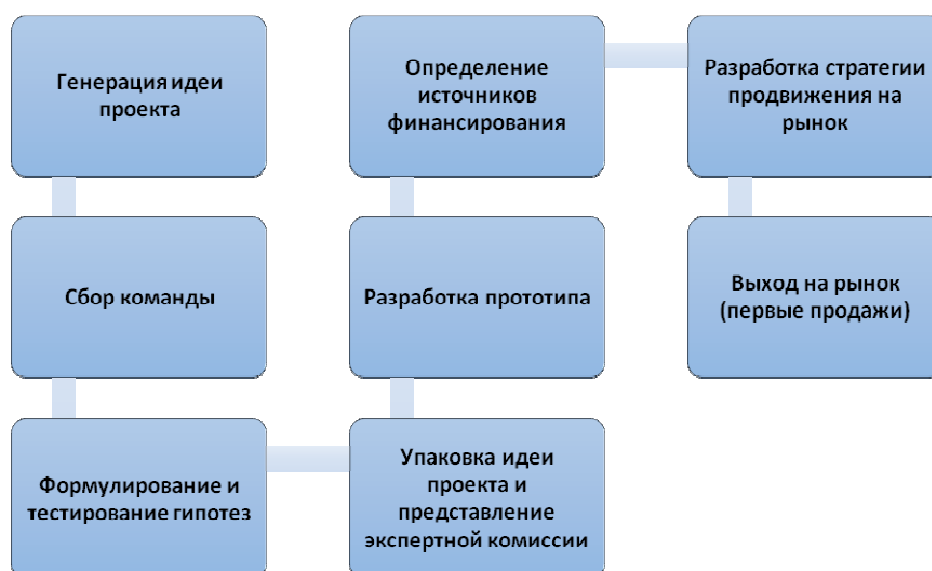 Генерация идеи
проекта
Сбор команды
Формулирование и
тестирование гипотез
Упаковка идеи
проекта и
представление
экспертной комиссии
Разработка прототипа
Определение
источников
финансирования
Разработка стратегии
продвижения на
рынок
Выход на рынок
(первые продажи)